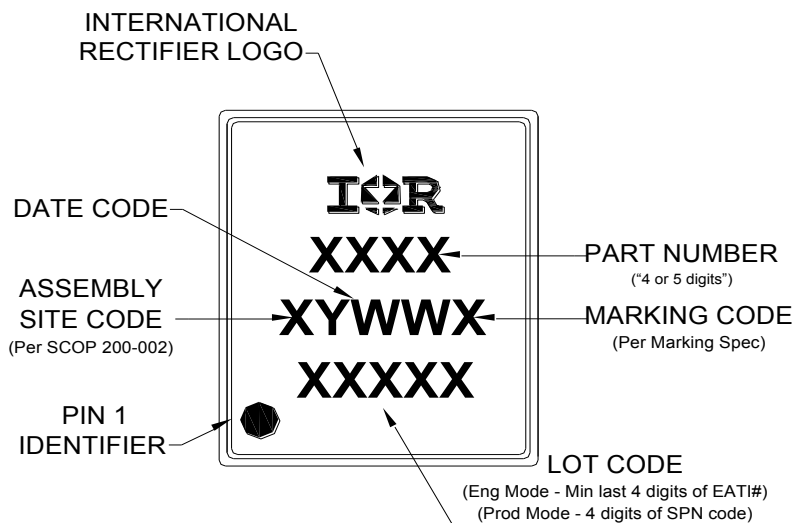 INTERNATIONAL
RECTIFIER LOGO
IOR
DATE CODE
XXXX
PART NUMBER
(“4 or 5 digits”)
ASSEMBLY
SITE CODE
(Per SCOP 200-002)
XYWWX
MARKING CODE
(Per Marking Spec)
XXXXX
PIN 1
IDENTIFIER
LOT CODE
(Eng Mode - Min last 4 digits of EATI#)
(Prod Mode - 4 digits of SPN code)